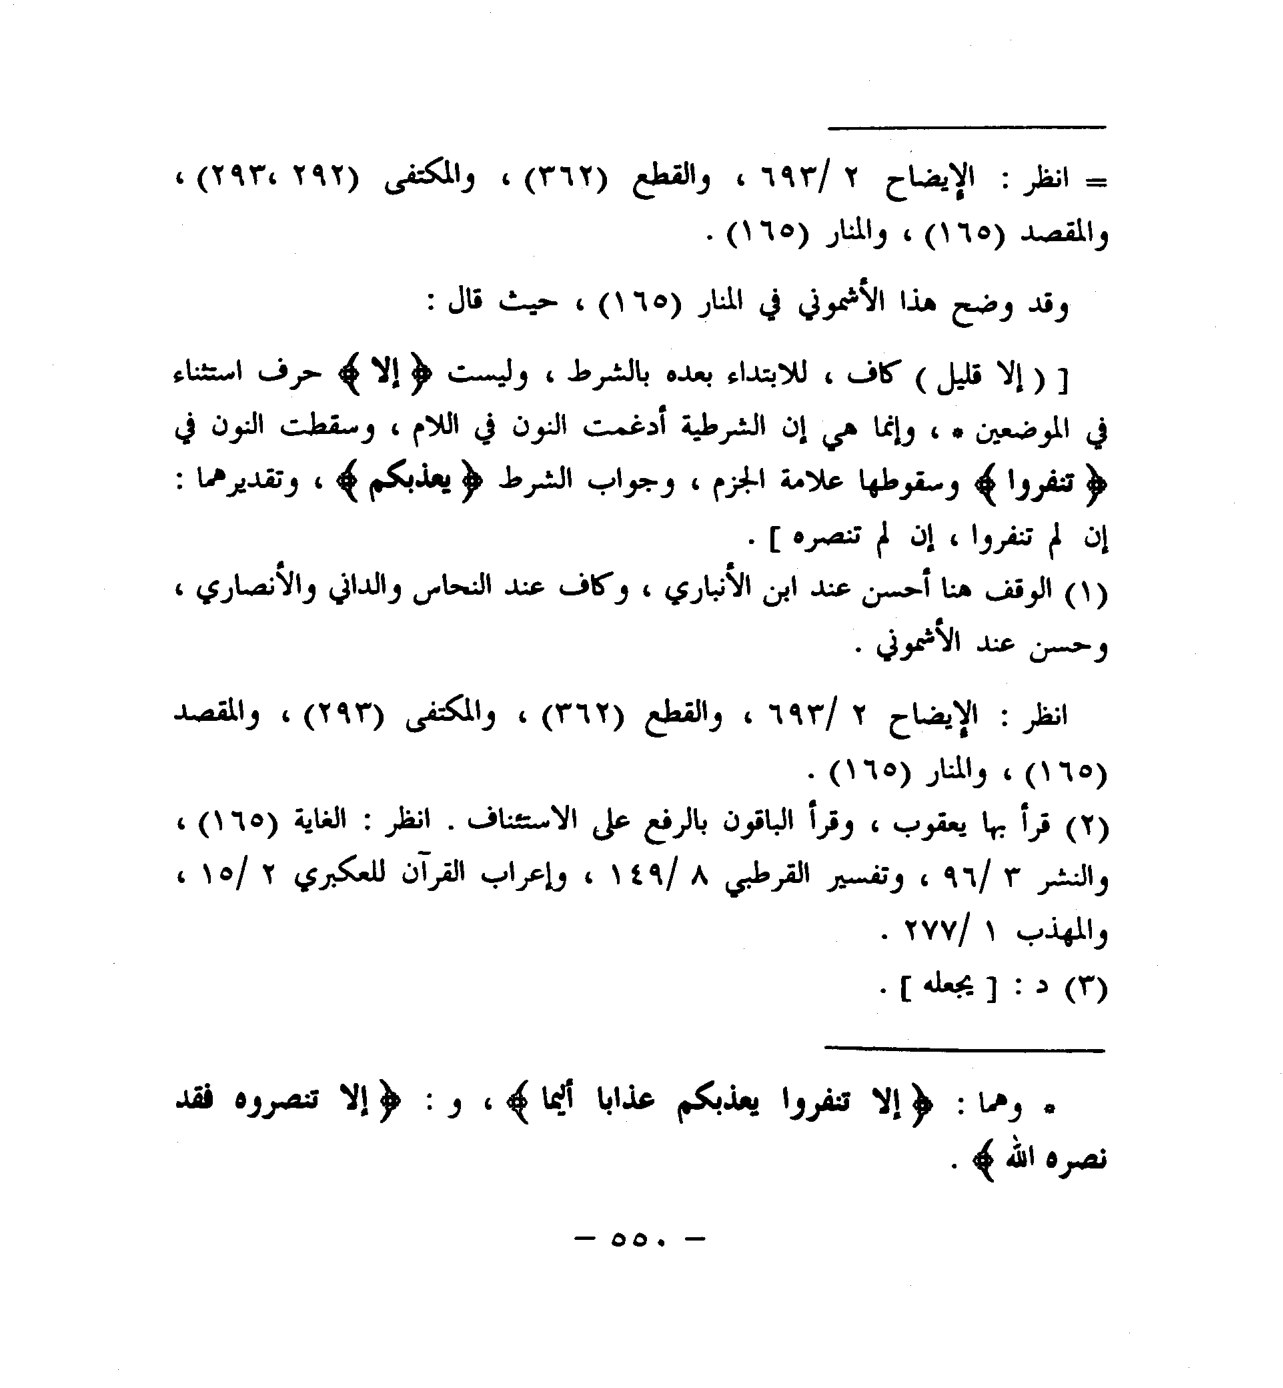 = انظر : الإيضاح ٢ /٦٩٣ ، والقطع (٣٦٢) ، والمكتفى (٢٩٢ ،٢٩٣) ،
والمقصد (١٦٥) ، والمنار (١٦٥) .
وقد وضح هذا الأشموني في المنار (١٦٥) ، حيث قال :
[ ( إلا قليل ) كاف ، للابتداء بعده بالشرط ، وليست ﴿ إلا ﴾ حرف استثناء
في الموضعين * ، وإنما هي إن الشرطية أدغمت النون في اللام ، وسقطت النون في
﴿ تنفروا ﴾ وسقوطها علامة الجزم ، وجواب الشرط ﴿ يعذبكم ﴾ ، وتقديرهما :
إن لم تنفروا ، إن لم تنصره ] .
(١) الوقف هنا أحسن عند ابن الأنباري ، وكاف عند النحاس والداني والأنصاري ،
وحسن عند الأشموني .
انظر : الإيضاح ٢ /٦٩٣ ، والقطع (٣٦٢) ، والمكتفى (٢٩٣) ، والمقصد
(١٦٥) ، والمنار (١٦٥) .
(٢) قرأ بها يعقوب ، وقرأ الباقون بالرفع على الاستئناف . انظر : الغاية (١٦٥) ،
والنشر ٣ /٩٦ ، وتفسير القرطبي ٨ /١٤٩ ، وإعراب القرآن للعكبري ٢ /١٥ ،
والمهذب ١ /٢٧٧ .
(٣) د : [ يجعله ] .
* وهما : ﴿ إلا تنفروا يعذبكم عذابا أليما ﴾ ، و : ﴿ إلا تنصروه فقد
نصره الله ﴾ .
– ٥٥٠ –